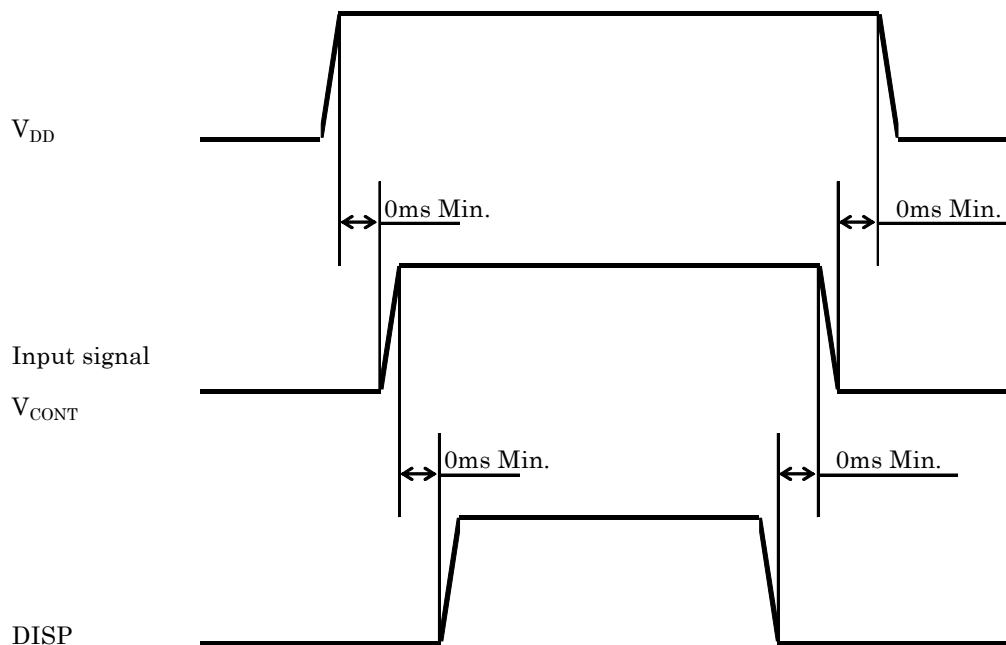 V_DD
0ms Min.
0ms Min.
Input signal
V_CONT
0ms Min.
0ms Min.
DISP